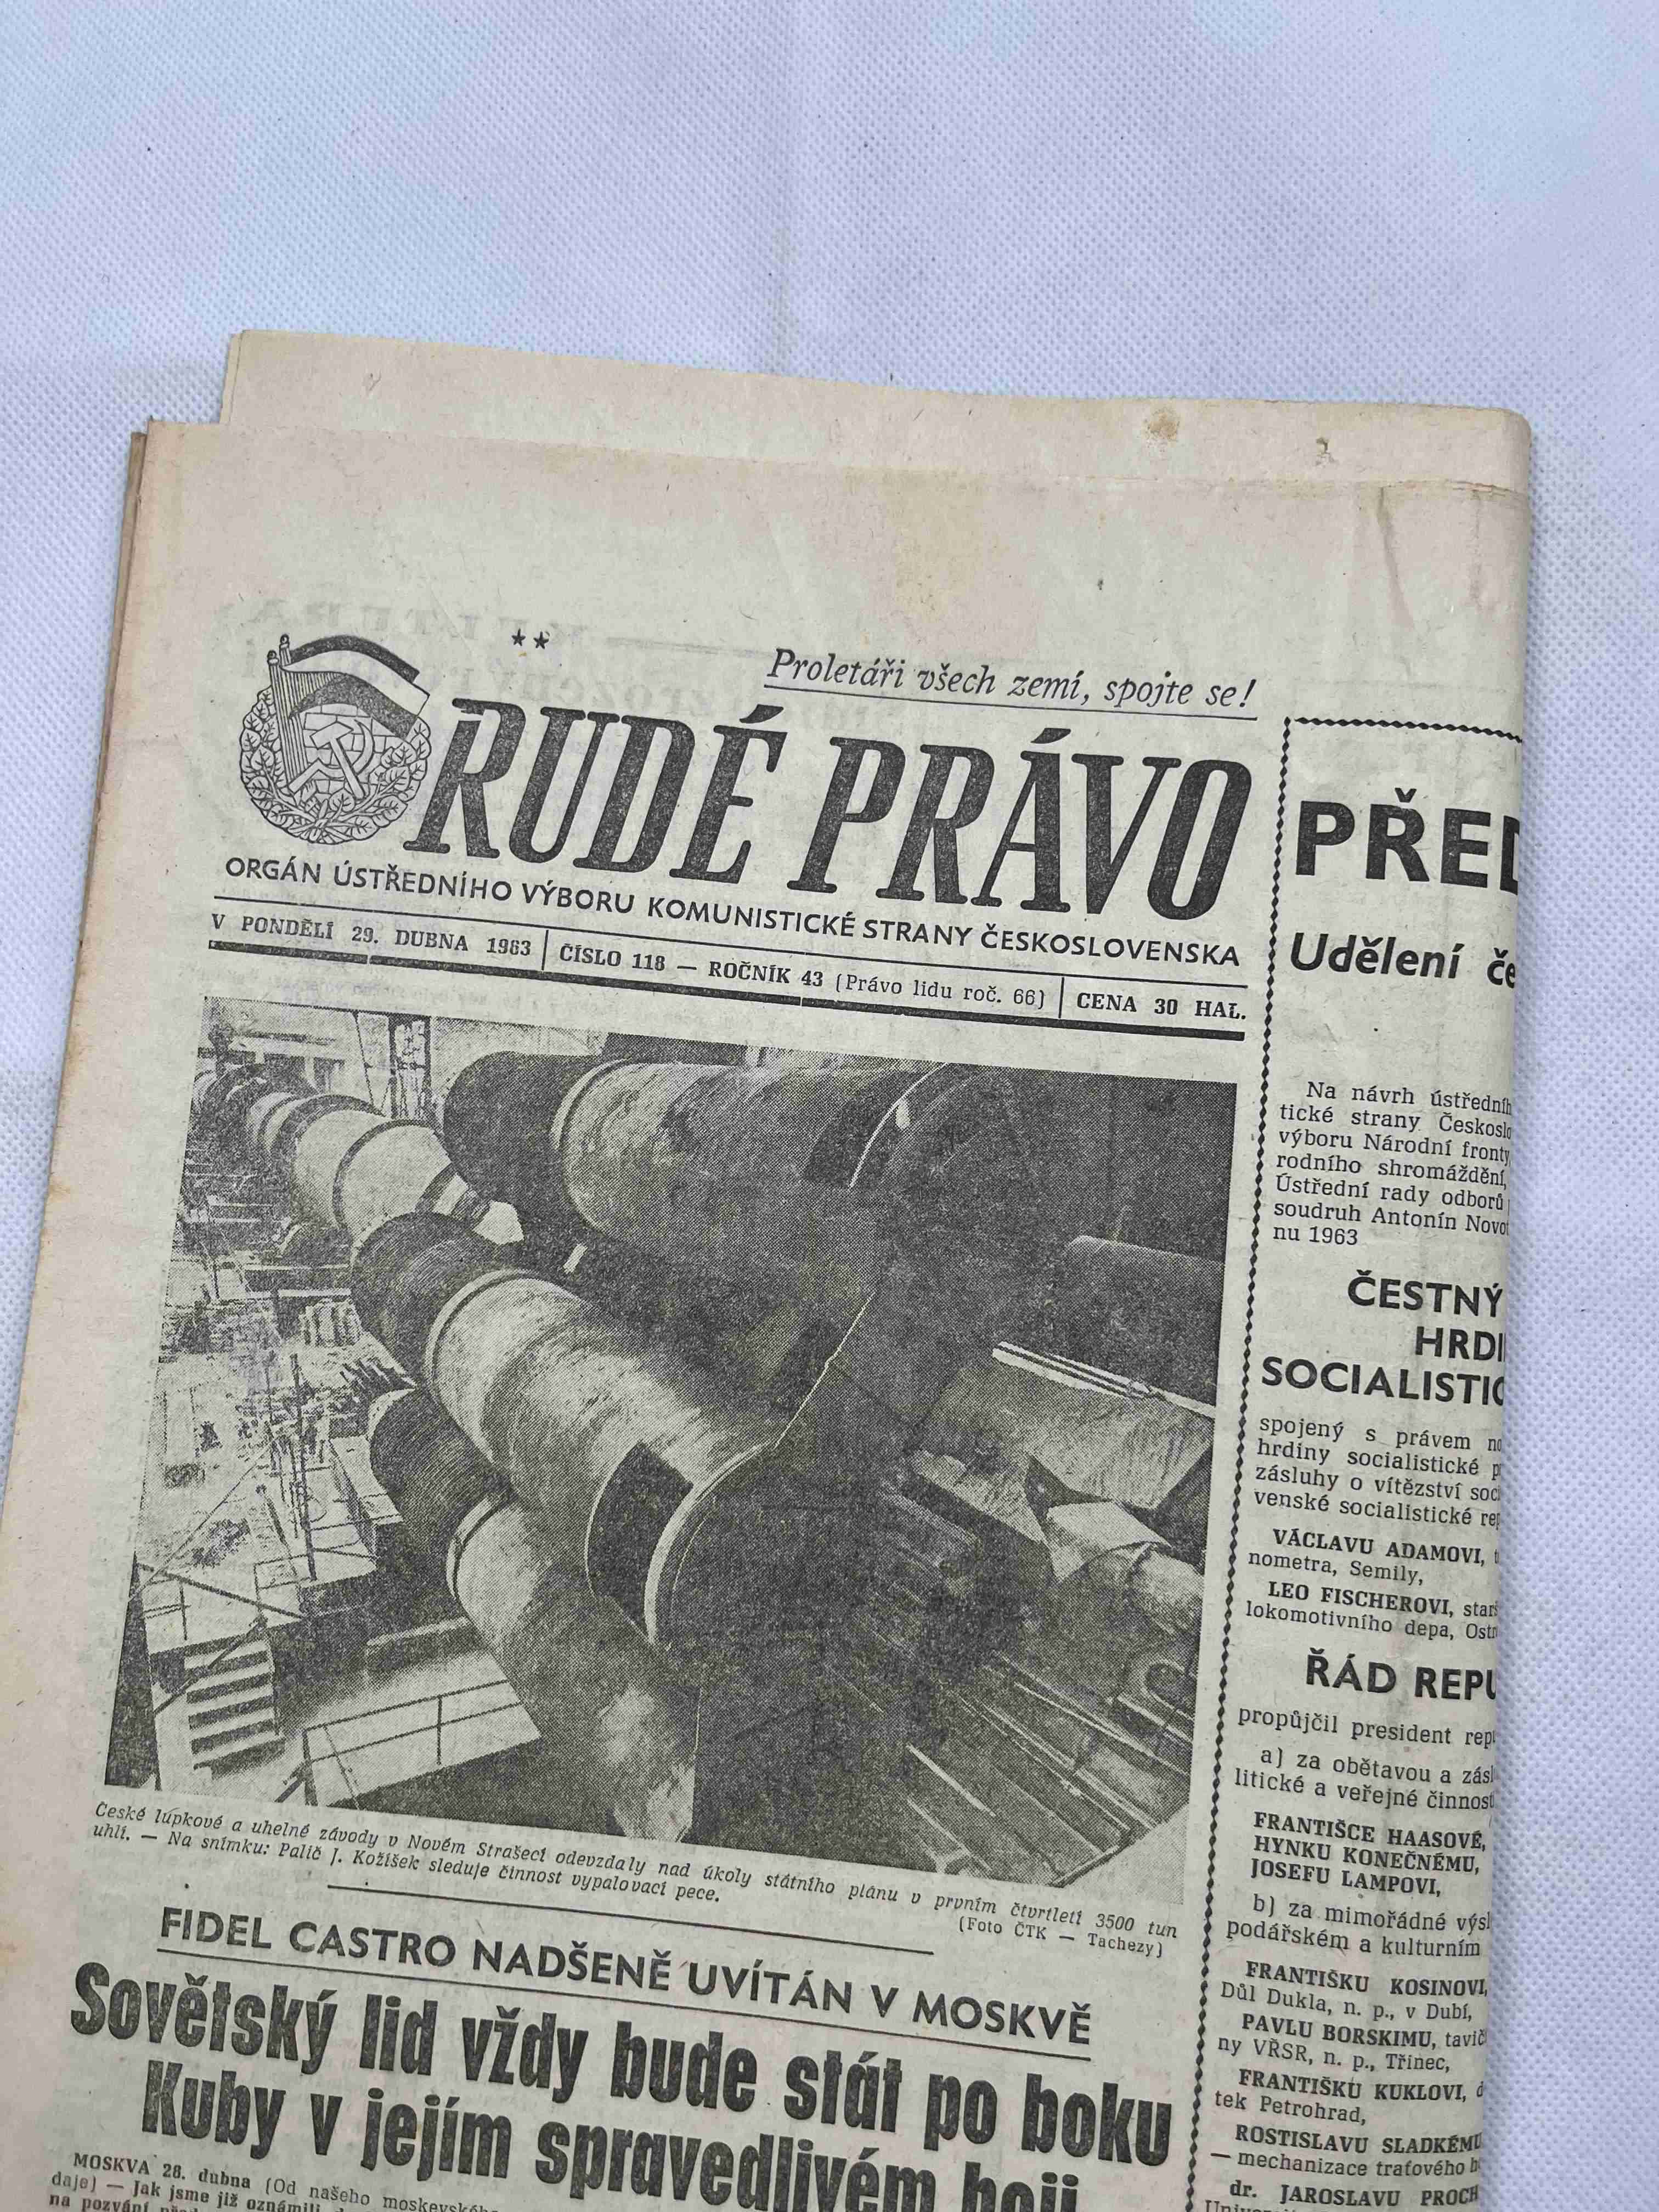 ★★
Proletáři všech zemí, spojte se!
RUDÉ PRÁVO
ORGÁN ÚSTŘEDNÍHO VÝBORU KOMUNISTICKÉ STRANY ČESKOSLOVENSKA
V PONDĚLÍ 29. DUBNA 1963 | ČÍSLO 118 — ROČNÍK 43 (Právo lidu roč. 66) | CENA 30 HAL.
České lupkové a uhelné závody v Novém Strašecí odevzdaly nad úkoly státního plánu v prvním čtvrtletí 3500 tun
uhlí. — Na snímku: Palič J. Kožíšek sleduje činnost vypalovací pece.
(Foto ČTK — Tachezy)
FIDEL CASTRO NADŠENĚ UVÍTÁN V MOSKVĚ
Sovětský lid vždy bude stát po boku
Kuby v jejím spravedlivém boji
MOSKVA 28. dubna (Od našeho moskevského
daje) — Jak jsme již oznámili
na pozvání
PŘED
Udělení če
Na návrh ústředníh
tické strany Českoslo
výboru Národní fronty
rodního shromáždění,
Ústřední rady odborů
soudruh Antonín Novo
nu 1963
ČESTNÝ
HRDI
SOCIALISTIC
spojený s právem no
hrdiny socialistické p
zásluhy o vítězství soc
venské socialistické rep
VÁCLAVU ADAMOVI, t
nometra, Semily,
LEO FISCHEROVI, starš
lokomotivního depa, Ostr
ŘÁD REPU
propůjčil president rep
a) za obětavou a zásl
litické a veřejné činnost
FRANTIŠCE HAASOVÉ,
HYNKU KONEČNÉMU,
JOSEFU LAMPOVI,
b) za mimořádné výsl
podářském a kulturním
FRANTIŠKU KOSINOVI,
Důl Dukla, n. p., v Dubí,
PAVLU BORSKIMU, tavič
ny VŘSR, n. p., Třinec,
FRANTIŠKU KUKLOVI, d
tek Petrohrad,
ROSTISLAVU SLADKÉMU
— mechanizace traťového h
dr. JAROSLAVU PROCH